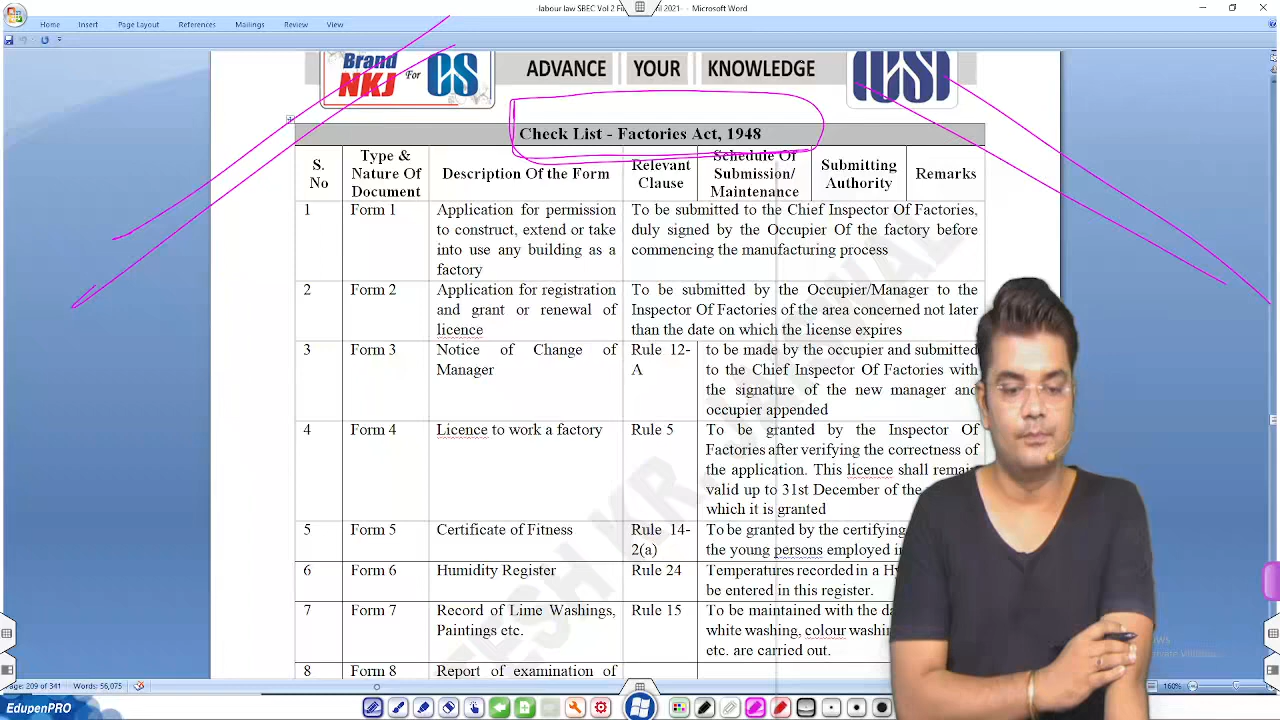 -labour law SBEC Vol 2 Fi 2021- - Microsoft Word
Home Insert Page Layout References Mailings Review View
Brand NKJ For CS ADVANCE YOUR KNOWLEDGE ICSI
Check List - Factories Act, 1948
S. No Type & Nature Of Document Description Of the Form Relevant Clause Schedule Of Submission/ Maintenance Submitting Authority Remarks
1 Form 1 Application for permission to construct, extend or take into use any building as a factory To be submitted to the Chief Inspector Of Factories, duly signed by the Occupier Of the factory before commencing the manufacturing process
2 Form 2 Application for registration and grant or renewal of licence To be submitted by the Occupier/Manager to the Inspector Of Factories of the area concerned not later than the date on which the license expires
3 Form 3 Notice of Change of Manager Rule 12-A to be made by the occupier and submitted to the Chief Inspector Of Factories with the signature of the new manager and occupier appended
4 Form 4 Licence to work a factory Rule 5 To be granted by the Inspector Of Factories after verifying the correctness of the application. This licence shall remain valid up to 31st December of the which it is granted
5 Form 5 Certificate of Fitness Rule 14-2(a) To be granted by the certifying the young persons employed in
6 Form 6 Humidity Register Rule 24 Temperatures recorded in a be entered in this register.
7 Form 7 Record of Lime Washings, Paintings etc. Rule 15 To be maintained with the white washing, colour washing etc. are carried out.
8 Form 8 Report of examination of
Page: 209 of 341 Words: 56,075 160%
EdupenPRO